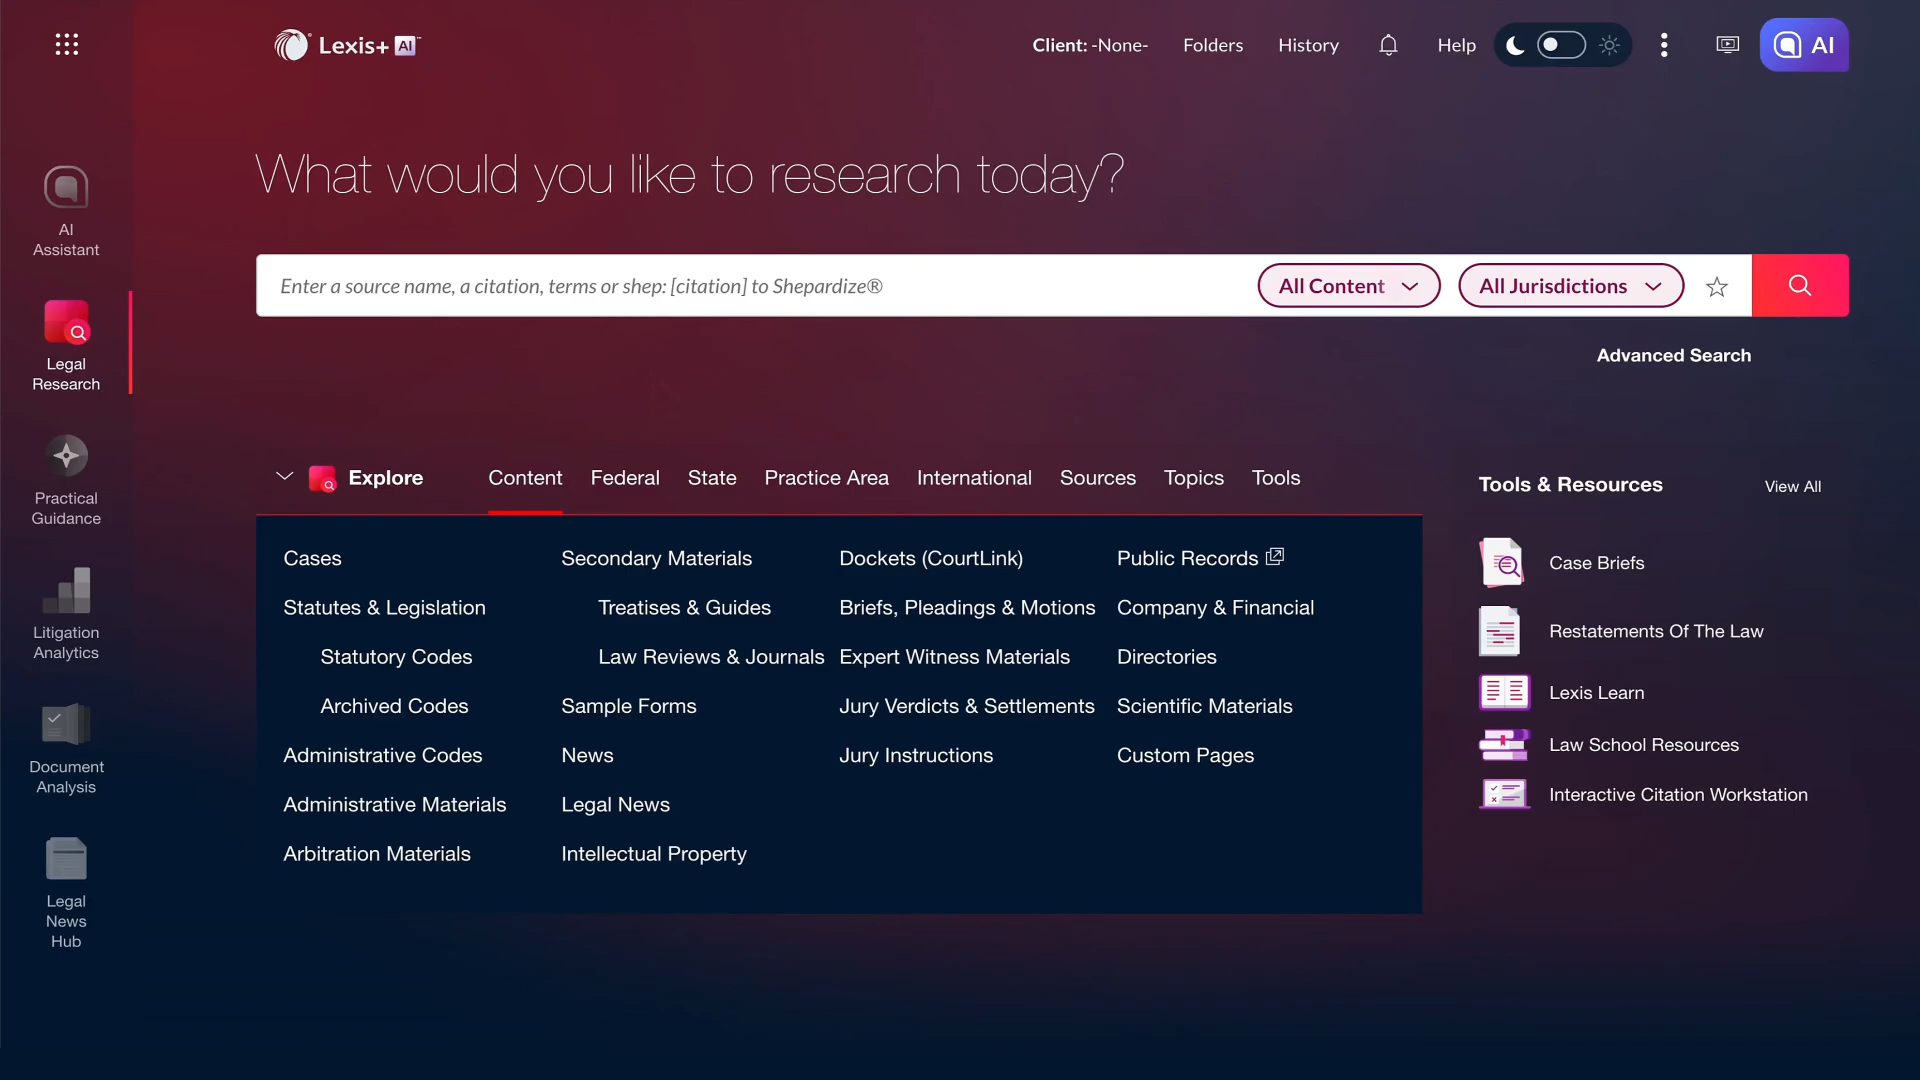 Lexis+ AI™
Client: -None-
Folders
History
Help
AI
What would you like to research today?
AI
Assistant
Legal
Research
Practical
Guidance
Litigation
Analytics
Document
Analysis
Legal
News
Hub
Enter a source name, a citation, terms or shep: [citation] to Shepardize®
All Content
All Jurisdictions
Advanced Search
Explore
Content
Federal
State
Practice Area
International
Sources
Topics
Tools
Cases
Statutes & Legislation
Statutory Codes
Archived Codes
Administrative Codes
Administrative Materials
Arbitration Materials
Secondary Materials
Treatises & Guides
Law Reviews & Journals
Sample Forms
News
Legal News
Intellectual Property
Dockets (CourtLink)
Briefs, Pleadings & Motions
Expert Witness Materials
Jury Verdicts & Settlements
Jury Instructions
Public Records
Company & Financial
Directories
Scientific Materials
Custom Pages
Tools & Resources
View All
Case Briefs
Restatements Of The Law
Lexis Learn
Law School Resources
Interactive Citation Workstation